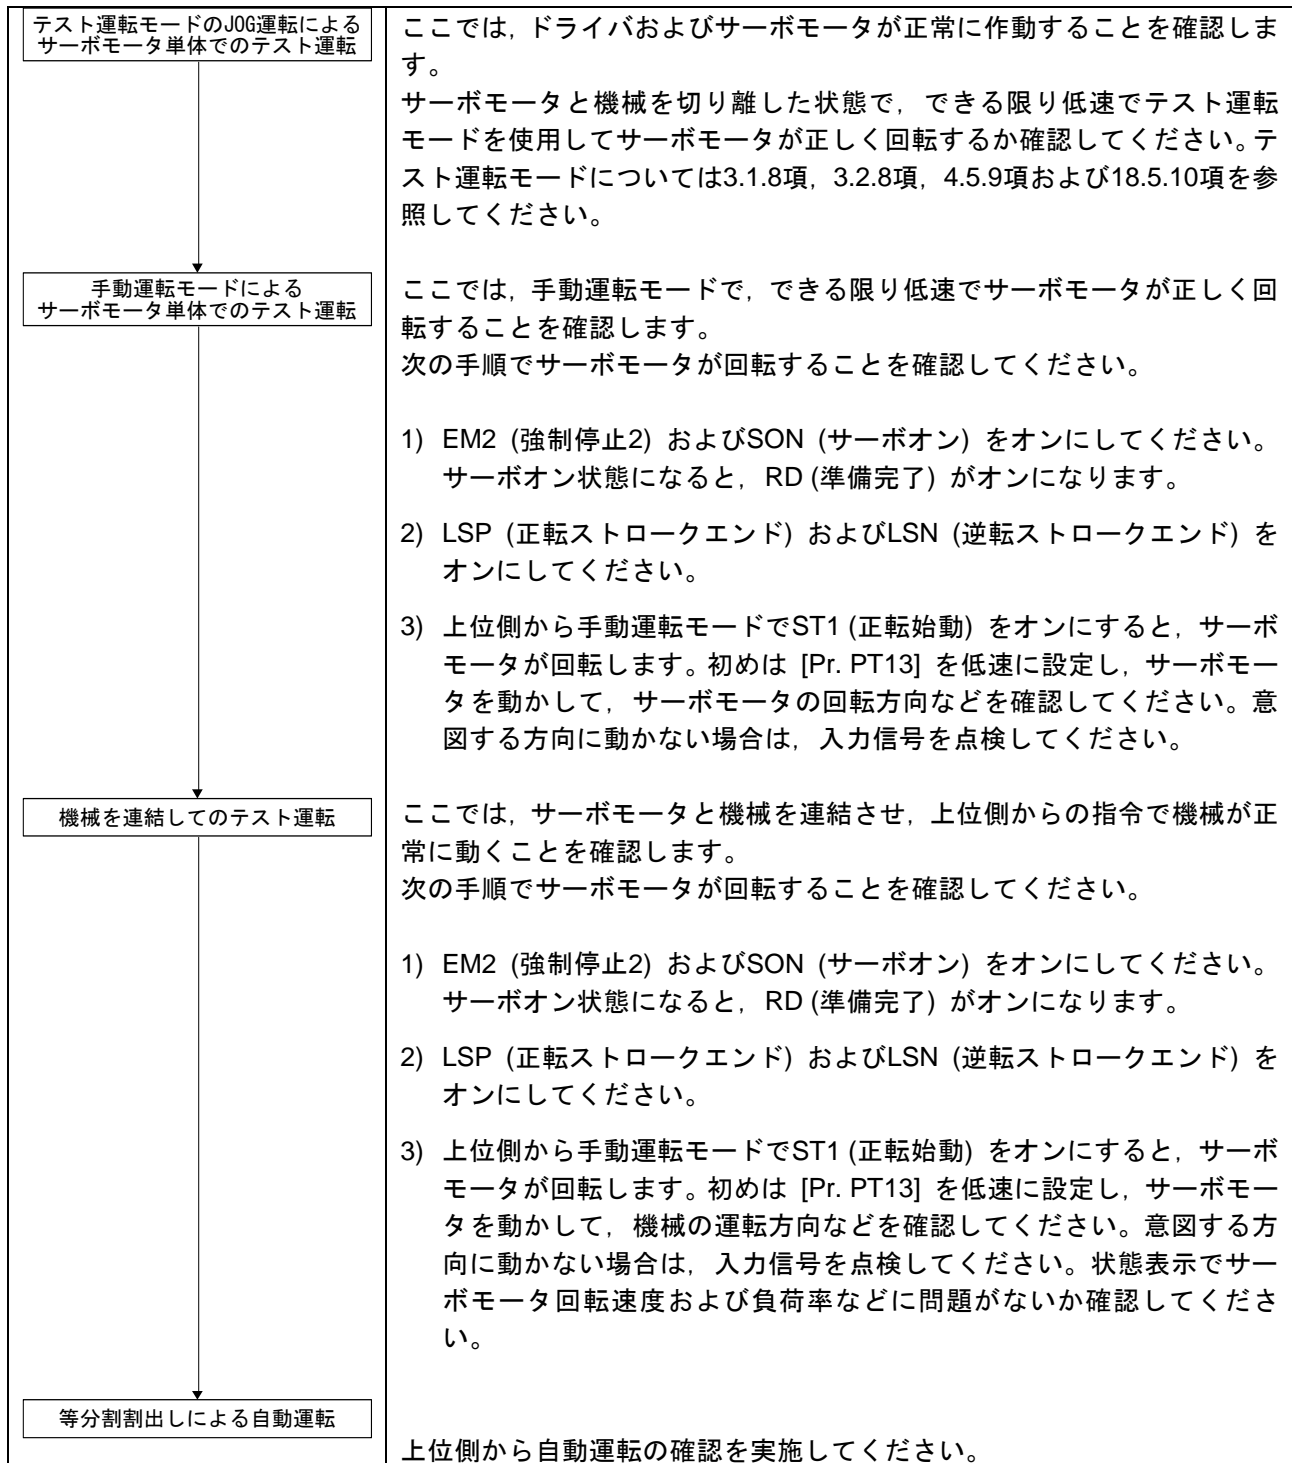 テスト運転モードのJOG運転による
サーボモータ単体でのテスト運転
ここでは，ドライバおよびサーボモータが正常に作動することを確認しま
す。
サーボモータと機械を切り離した状態で，できる限り低速でテスト運転
モードを使用してサーボモータが正しく回転するか確認してください。テ
スト運転モードについては3.1.8項，3.2.8項，4.5.9項および18.5.10項を参
照してください。
手動運転モードによる
サーボモータ単体でのテスト運転
ここでは，手動運転モードで，できる限り低速でサーボモータが正しく回
転することを確認します。
次の手順でサーボモータが回転することを確認してください。
1) EM2 (強制停止2) およびSON (サーボオン) をオンにしてください。
サーボオン状態になると，RD (準備完了) がオンになります。
2) LSP (正転ストロークエンド) およびLSN (逆転ストロークエンド) を
オンにしてください。
3) 上位側から手動運転モードでST1 (正転始動) をオンにすると，サーボ
モータが回転します。初めは [Pr. PT13] を低速に設定し，サーボモー
タを動かして，サーボモータの回転方向などを確認してください。意
図する方向に動かない場合は，入力信号を点検してください。
機械を連結してのテスト運転
ここでは，サーボモータと機械を連結させ，上位側からの指令で機械が正
常に動くことを確認します。
次の手順でサーボモータが回転することを確認してください。
1) EM2 (強制停止2) およびSON (サーボオン) をオンにしてください。
サーボオン状態になると，RD (準備完了) がオンになります。
2) LSP (正転ストロークエンド) およびLSN (逆転ストロークエンド) を
オンにしてください。
3) 上位側から手動運転モードでST1 (正転始動) をオンにすると，サーボ
モータが回転します。初めは [Pr. PT13] を低速に設定し，サーボモー
タを動かして，機械の運転方向などを確認してください。意図する方
向に動かない場合は，入力信号を点検してください。状態表示でサー
ボモータ回転速度および負荷率などに問題がないか確認してくださ
い。
等分割割出しによる自動運転
上位側から自動運転の確認を実施してください。